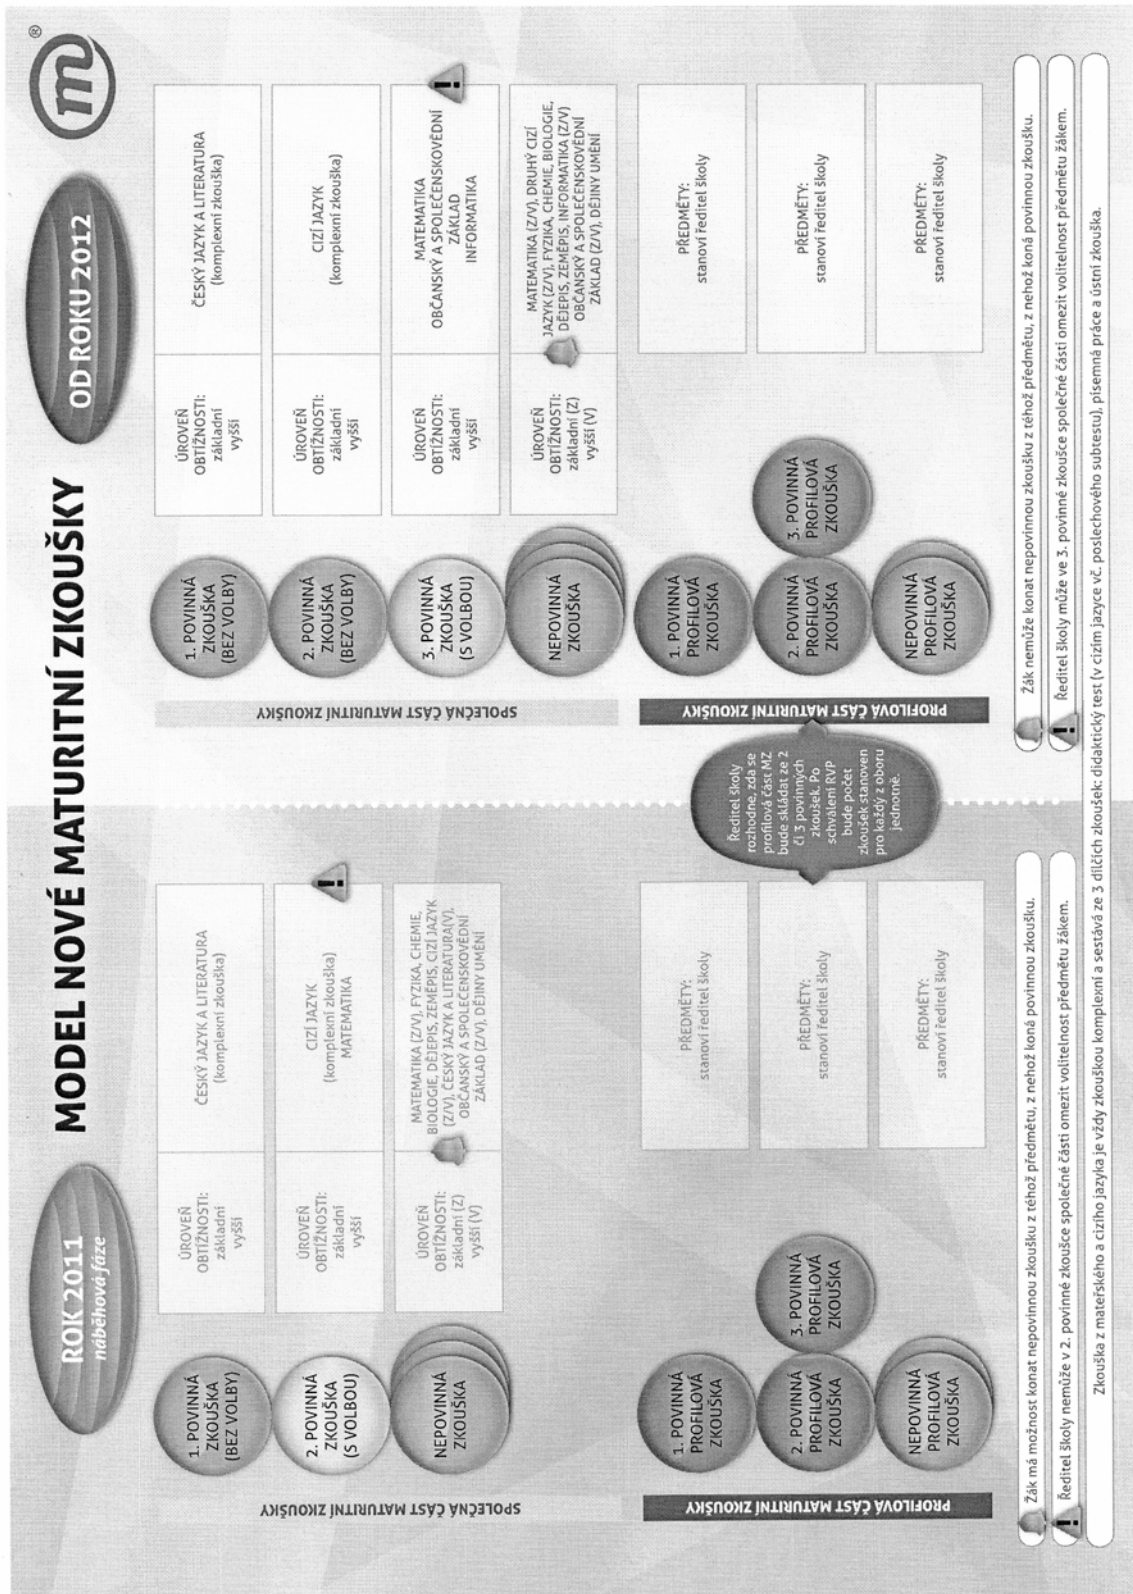 MODEL NOVÉ MATURITNÍ ZKOUŠKY
ROK 2011
náběhová fáze
SPOLEČNÁ ČÁST MATURITNÍ ZKOUŠKY
1. POVINNÁ
ZKOUŠKA
(BEZ VOLBY)
ÚROVEŇ
OBTÍŽNOSTI:
základní
vyšší
ČESKÝ JAZYK A LITERATURA
(komplexní zkouška)
2. POVINNÁ
ZKOUŠKA
(S VOLBOU)
ÚROVEŇ
OBTÍŽNOSTI:
základní
vyšší
CIZÍ JAZYK
(komplexní zkouška)
MATEMATIKA
!
NEPOVINNÁ
ZKOUŠKA
ÚROVEŇ
OBTÍŽNOSTI:
základní (Z)
vyšší (V)
MATEMATIKA (Z/V), FYZIKA, CHEMIE,
BIOLOGIE, DĚJEPIS, ZEMĚPIS, CIZÍ JAZYK
(Z/V), ČESKÝ JAZYK A LITERATURA(V),
OBČANSKÝ A SPOLEČENSKOVĚDNÍ
ZÁKLAD (Z/V), DĚJINY UMĚNÍ
PROFILOVÁ ČÁST MATURITNÍ ZKOUŠKY
1. POVINNÁ
PROFILOVÁ
ZKOUŠKA
PŘEDMĚTY:
stanoví ředitel školy
2. POVINNÁ
PROFILOVÁ
ZKOUŠKA
3. POVINNÁ
PROFILOVÁ
ZKOUŠKA
PŘEDMĚTY:
stanoví ředitel školy
NEPOVINNÁ
PROFILOVÁ
ZKOUŠKA
PŘEDMĚTY:
stanoví ředitel školy
Ředitel školy
rozhodne, zda se
profilová část MZ
bude skládat ze 2
či 3 povinných
zkoušek. Po
schválení RVP
bude počet
zkoušek stanoven
pro každý z oboru
jednotně.
OD ROKU 2012
m
®
SPOLEČNÁ ČÁST MATURITNÍ ZKOUŠKY
1. POVINNÁ
ZKOUŠKA
(BEZ VOLBY)
ÚROVEŇ
OBTÍŽNOSTI:
základní
vyšší
ČESKÝ JAZYK A LITERATURA
(komplexní zkouška)
2. POVINNÁ
ZKOUŠKA
(BEZ VOLBY)
ÚROVEŇ
OBTÍŽNOSTI:
základní
vyšší
CIZÍ JAZYK
(komplexní zkouška)
3. POVINNÁ
ZKOUŠKA
(S VOLBOU)
ÚROVEŇ
OBTÍŽNOSTI:
základní
vyšší
MATEMATIKA
OBČANSKÝ A SPOLEČENSKOVĚDNÍ
ZÁKLAD
INFORMATIKA
!
NEPOVINNÁ
ZKOUŠKA
ÚROVEŇ
OBTÍŽNOSTI:
základní (Z)
vyšší (V)
MATEMATIKA (Z/V), DRUHÝ CIZÍ
JAZYK (Z/V), FYZIKA, CHEMIE, BIOLOGIE,
DĚJEPIS, ZEMĚPIS, INFORMATIKA (Z/V)
OBČANSKÝ A SPOLEČENSKOVĚDNÍ
ZÁKLAD (Z/V), DĚJINY UMĚNÍ
PROFILOVÁ ČÁST MATURITNÍ ZKOUŠKY
1. POVINNÁ
PROFILOVÁ
ZKOUŠKA
PŘEDMĚTY:
stanoví ředitel školy
2. POVINNÁ
PROFILOVÁ
ZKOUŠKA
3. POVINNÁ
PROFILOVÁ
ZKOUŠKA
PŘEDMĚTY:
stanoví ředitel školy
NEPOVINNÁ
PROFILOVÁ
ZKOUŠKA
PŘEDMĚTY:
stanoví ředitel školy
Žák má možnost konat nepovinnou zkoušku z téhož předmětu, z nehož koná povinnou zkoušku.
! Ředitel školy nemůže v 2. povinné zkoušce společné části omezit volitelnost předmětu žákem.
Žák nemůže konat nepovinnou zkoušku z téhož předmětu, z nehož koná povinnou zkoušku.
! Ředitel školy může ve 3. povinné zkoušce společné části omezit volitelnost předmětu žákem.
Zkouška z mateřského a cizího jazyka je vždy zkouškou komplexní a sestává ze 3 dílčích zkoušek: didaktický test (v cizím jazyce vč. poslechového subtestu), písemná práce a ústní zkouška.